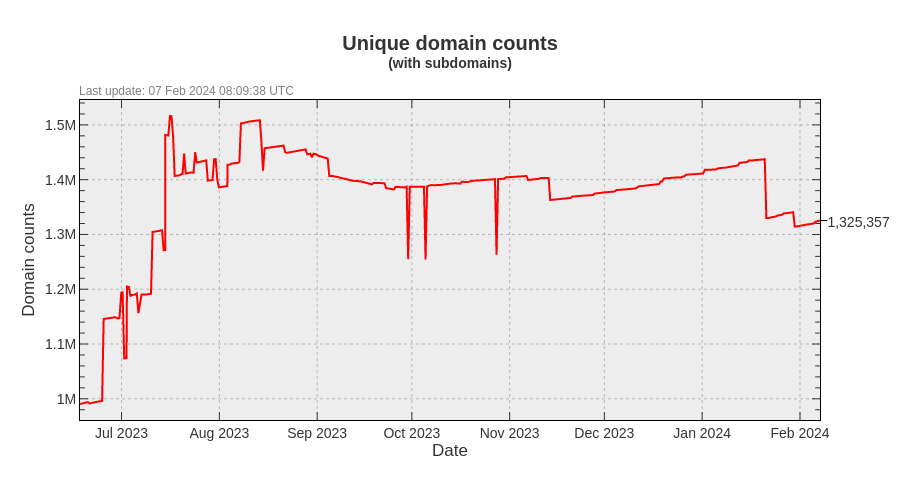 Unique domain counts
(with subdomains)
Last update: 07 Feb 2024 08:09:38 UTC
1.5M
1.4M
1.3M
1.2M
1.1M
1M
Domain counts
1,325,357
Jul 2023
Aug 2023
Sep 2023
Oct 2023
Nov 2023
Dec 2023
Jan 2024
Feb 2024
Date